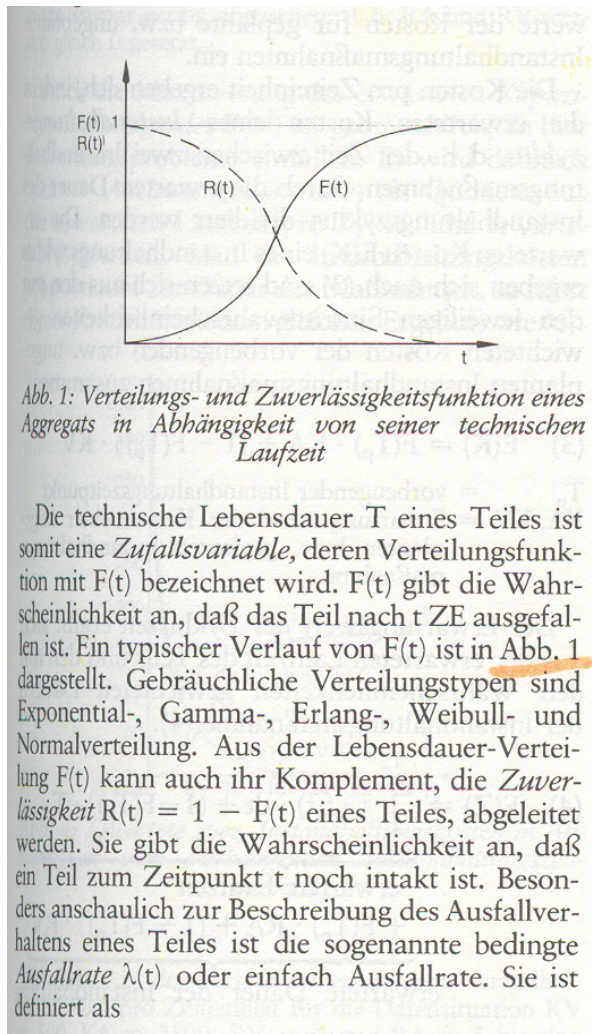 F(t)
R(t)
R(t)
F(t)
t
Abb. 1: Verteilungs- und Zuverlässigkeitsfunktion eines
Aggregats in Abhängigkeit von seiner technischen
Laufzeit
Die technische Lebensdauer T eines Teiles ist
somit eine Zufallsvariable, deren Verteilungsfunk-
tion mit F(t) bezeichnet wird. F(t) gibt die Wahr-
scheinlichkeit an, daß das Teil nach t ZE ausgefal-
len ist. Ein typischer Verlauf von F(t) ist in Abb. 1
dargestellt. Gebräuchliche Verteilungstypen sind
Exponential-, Gamma-, Erlang-, Weibull- und
Normalverteilung. Aus der Lebensdauer-Vertei-
lung F(t) kann auch ihr Komplement, die Zuver-
lässigkeit R(t) = 1 − F(t) eines Teiles, abgeleitet
werden. Sie gibt die Wahrscheinlichkeit an, daß
ein Teil zum Zeitpunkt t noch intakt ist. Beson-
ders anschaulich zur Beschreibung des Ausfallver-
haltens eines Teiles ist die sogenannte bedingte
Ausfallrate λ(t) oder einfach Ausfallrate. Sie ist
definiert als